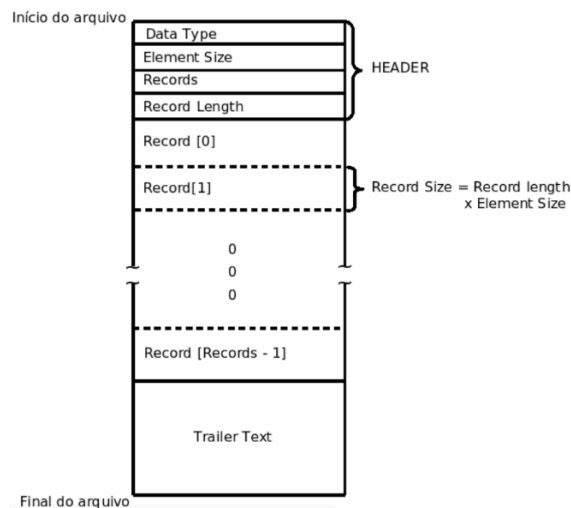 Início do arquivo
Data Type
Element Size
Records
Record Length
HEADER
Record [0]
Record[1]
Record Size = Record length
x Element Size
0
0
0
Record [Records - 1]
Trailer Text
Final do arquivo